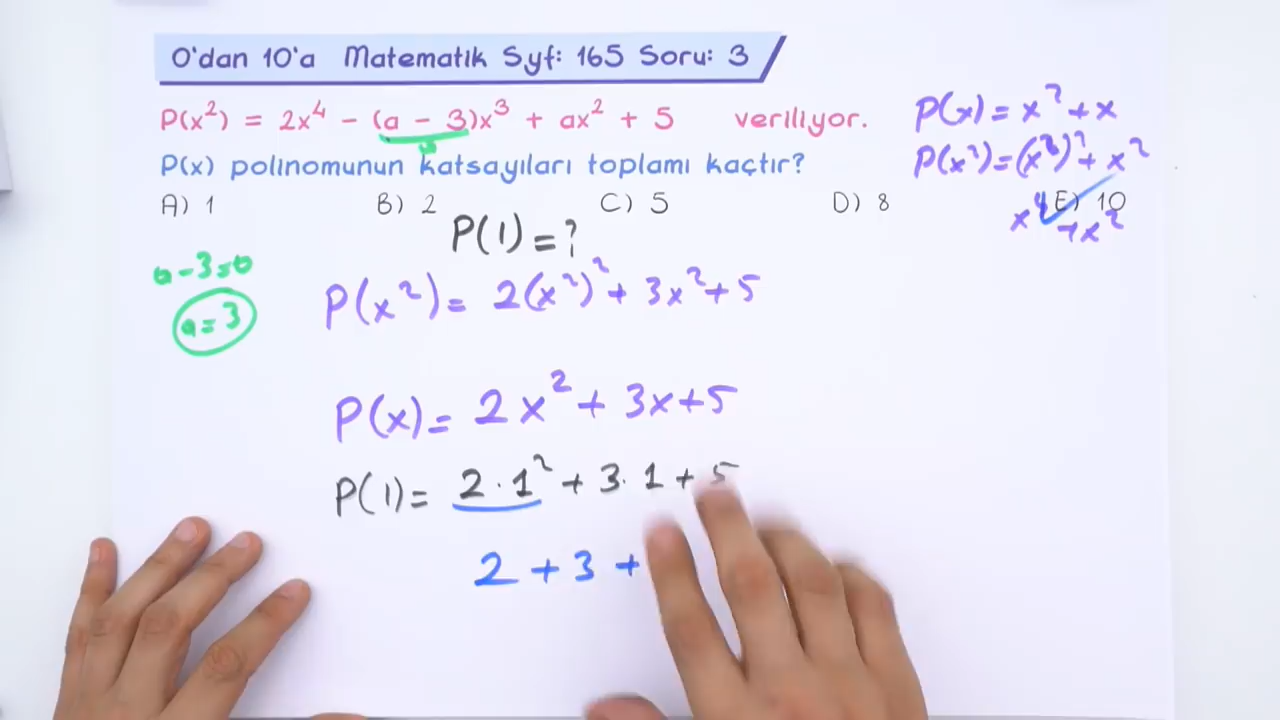 0'dan 10'a Matematik Syf: 165 Soru: 3
P(x²) = 2x⁴ - (a - 3)x³ + ax² + 5 veriliyor.
P(x) polinomunun katsayıları toplamı kaçtır?
A) 1 B) 2 C) 5 D) 8 E) 10
P(x) = x² + x
P(x²) = (x²)² + x²
x⁴ + x²
P(1) = ?
a - 3 = 0
a = 3
P(x²) = 2(x²)² + 3x² + 5
P(x) = 2x² + 3x + 5
P(1) = 2 · 1² + 3 · 1 + 5
2 + 3 +